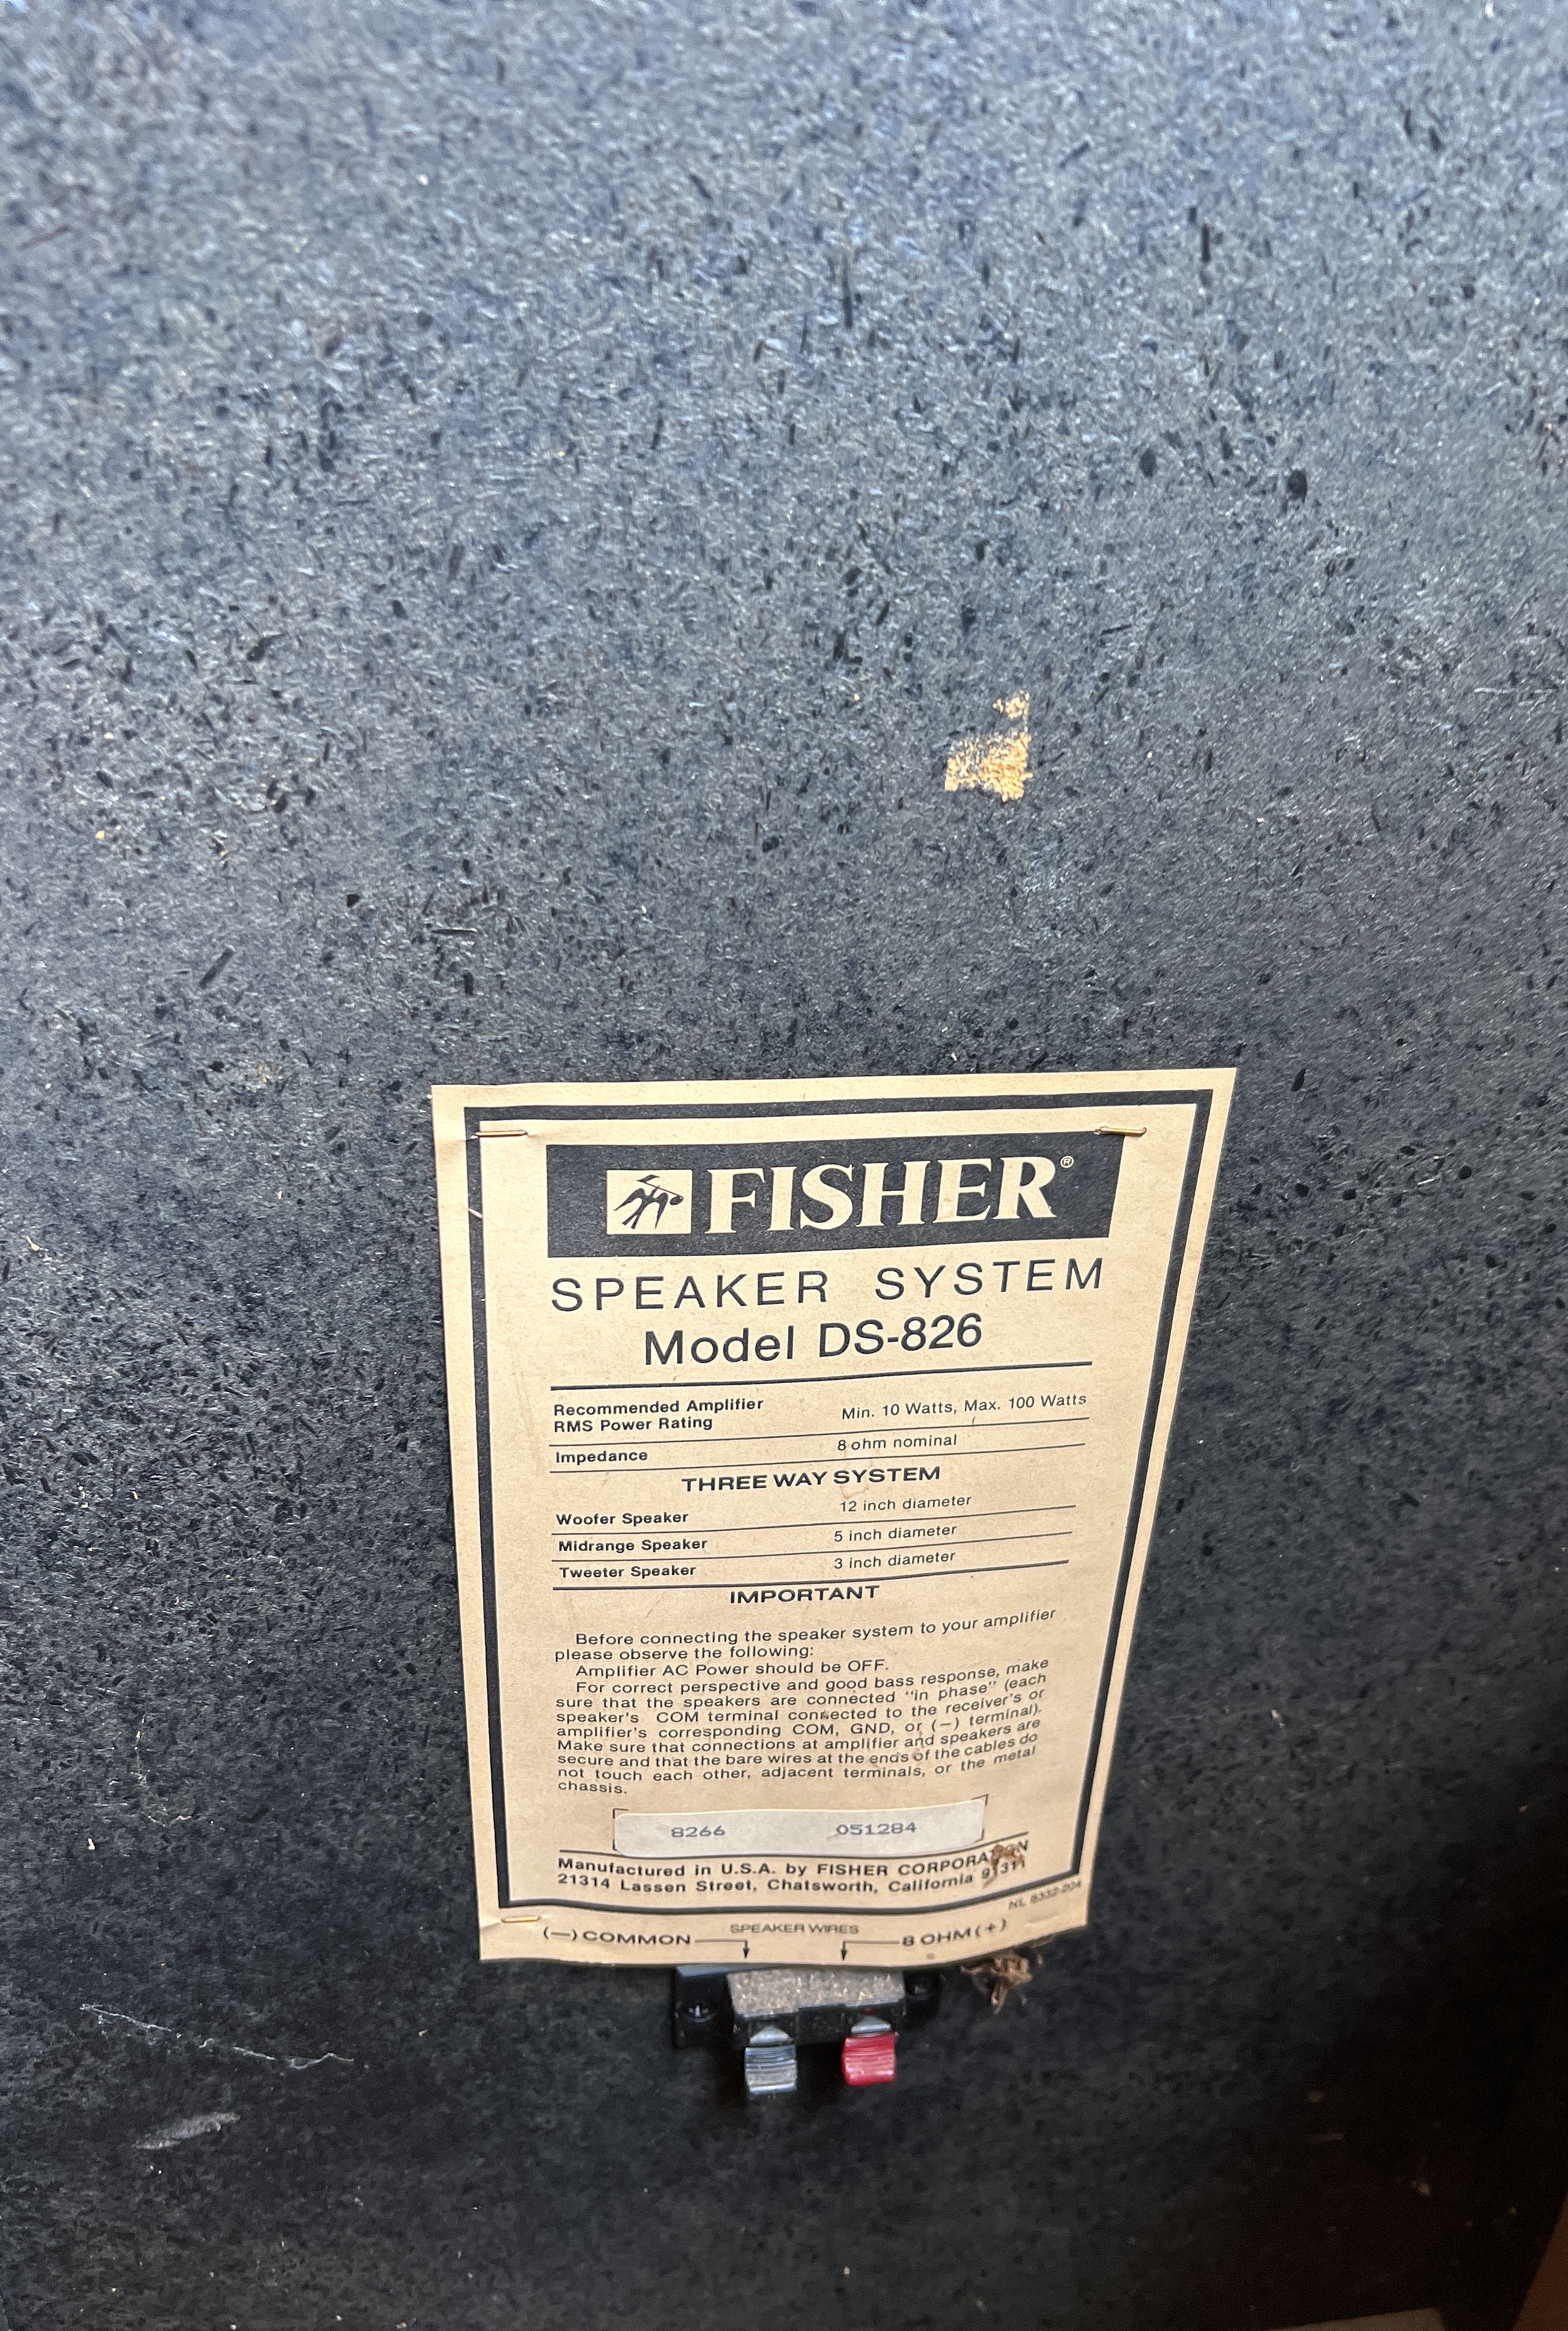 FISHER®
SPEAKER SYSTEM
Model DS-826
Recommended Amplifier
RMS Power Rating Min. 10 Watts, Max. 100 Watts
Impedance 8 ohm nominal
THREE WAY SYSTEM
Woofer Speaker 12 inch diameter
Midrange Speaker 5 inch diameter
Tweeter Speaker 3 inch diameter
IMPORTANT
Before connecting the speaker system to your amplifier
please observe the following:
Amplifier AC Power should be OFF.
For correct perspective and good bass response, make
sure that the speakers are connected "in phase" (each
speaker's COM terminal connected to the receiver's or
amplifier's corresponding COM, GND, or (—) terminal).
Make sure that connections at amplifier and speakers are
secure and that the bare wires at the ends of the cables do
not touch each other, adjacent terminals, or the metal
chassis.
8266 051284
Manufactured in U.S.A. by FISHER CORPORATION
21314 Lassen Street, Chatsworth, California 91311
NL 8332-204
SPEAKER WIRES
(—) COMMON 8 OHM (+)